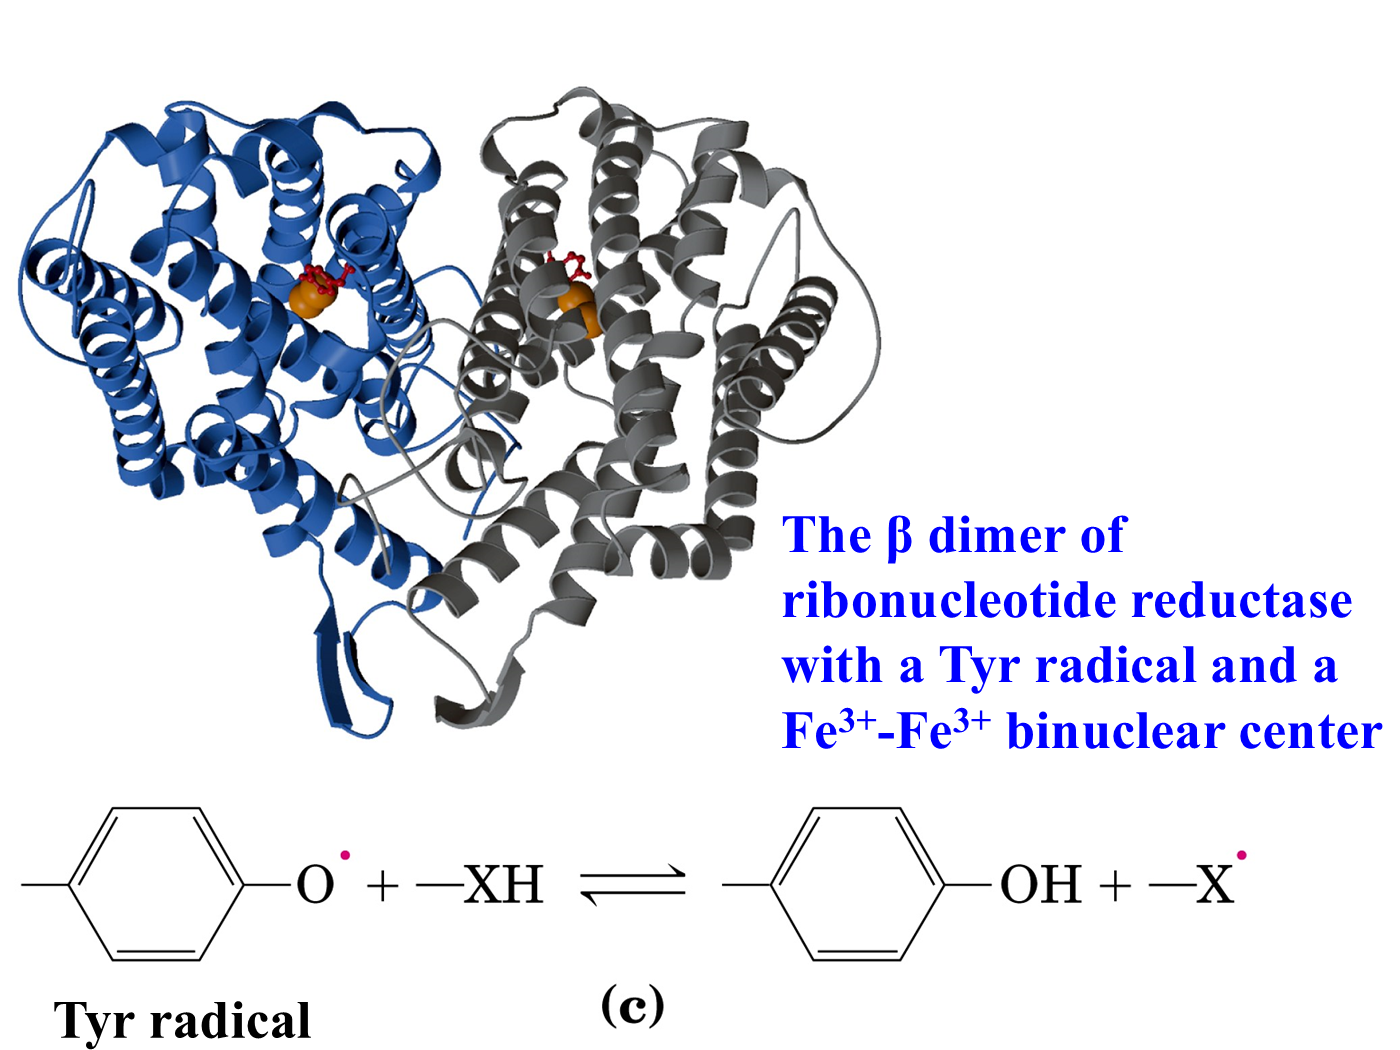 The β dimer of
ribonucleotide reductase
with a Tyr radical and a
Fe³⁺-Fe³⁺ binuclear center
—O• + —XH ⇌ —OH + —X•
Tyr radical
(c)